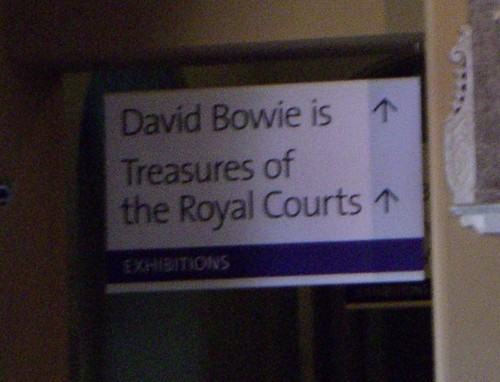 David Bowie is ↑
Treasures of
the Royal Courts ↑
EXHIBITIONS